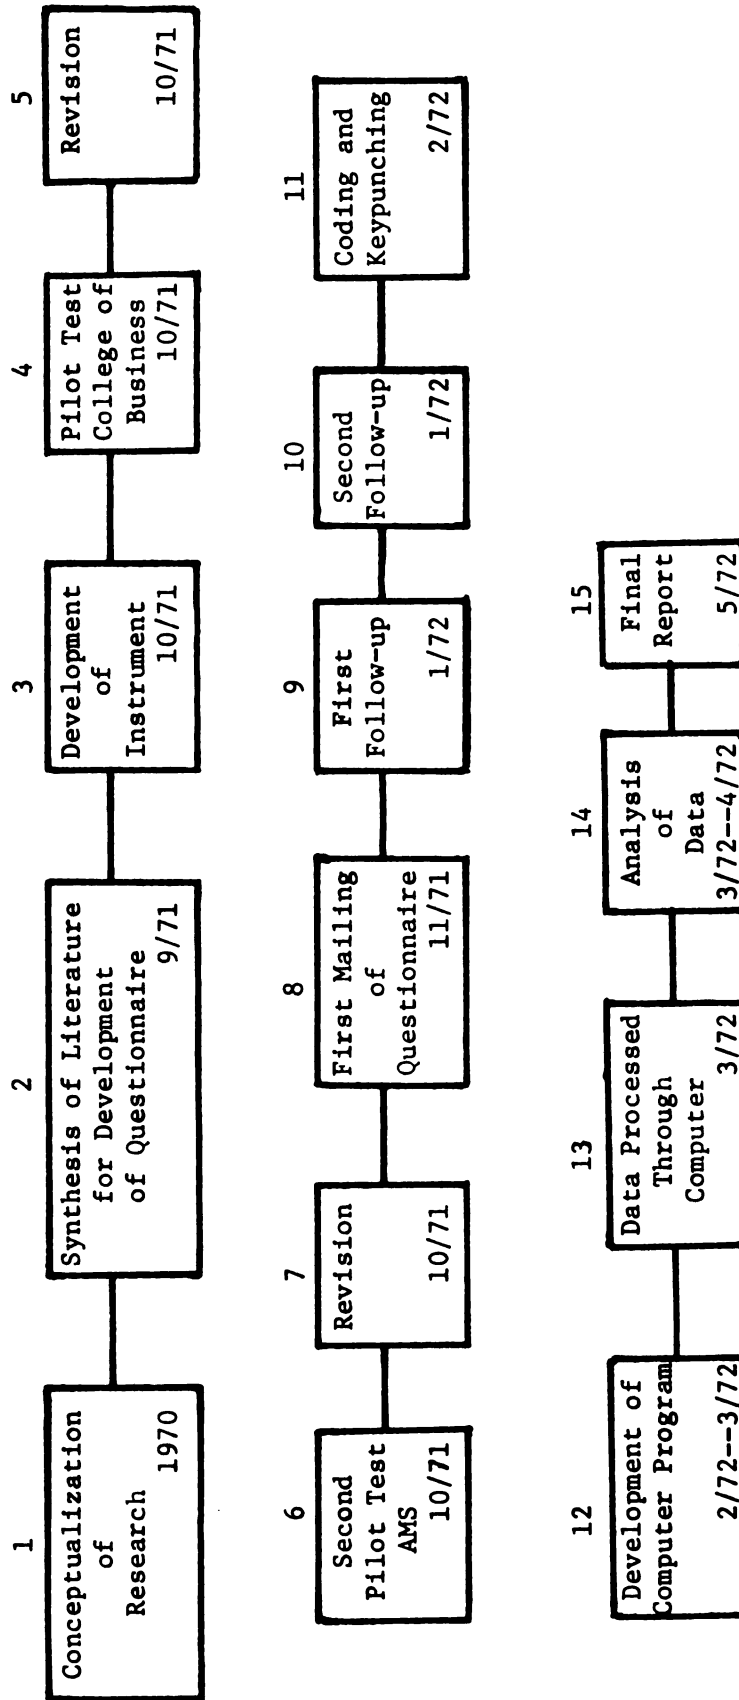 1
Conceptualization
of
Research
1970
2
Synthesis of Literature
for Development
of Questionnaire
9/71
3
Development
of
Instrument
10/71
4
Pilot Test
College of
Business
10/71
5
Revision
10/71
6
Second
Pilot Test
AMS
10/71
7
Revision
10/71
8
First Mailing
of
Questionnaire
11/71
9
First
Follow-up
1/72
10
Second
Follow-up
1/72
11
Coding and
Keypunching
2/72
12
Development of
Computer Program
2/72--3/72
13
Data Processed
Through
Computer
3/72
14
Analysis
of
Data
3/72--4/72
15
Final
Report
5/72